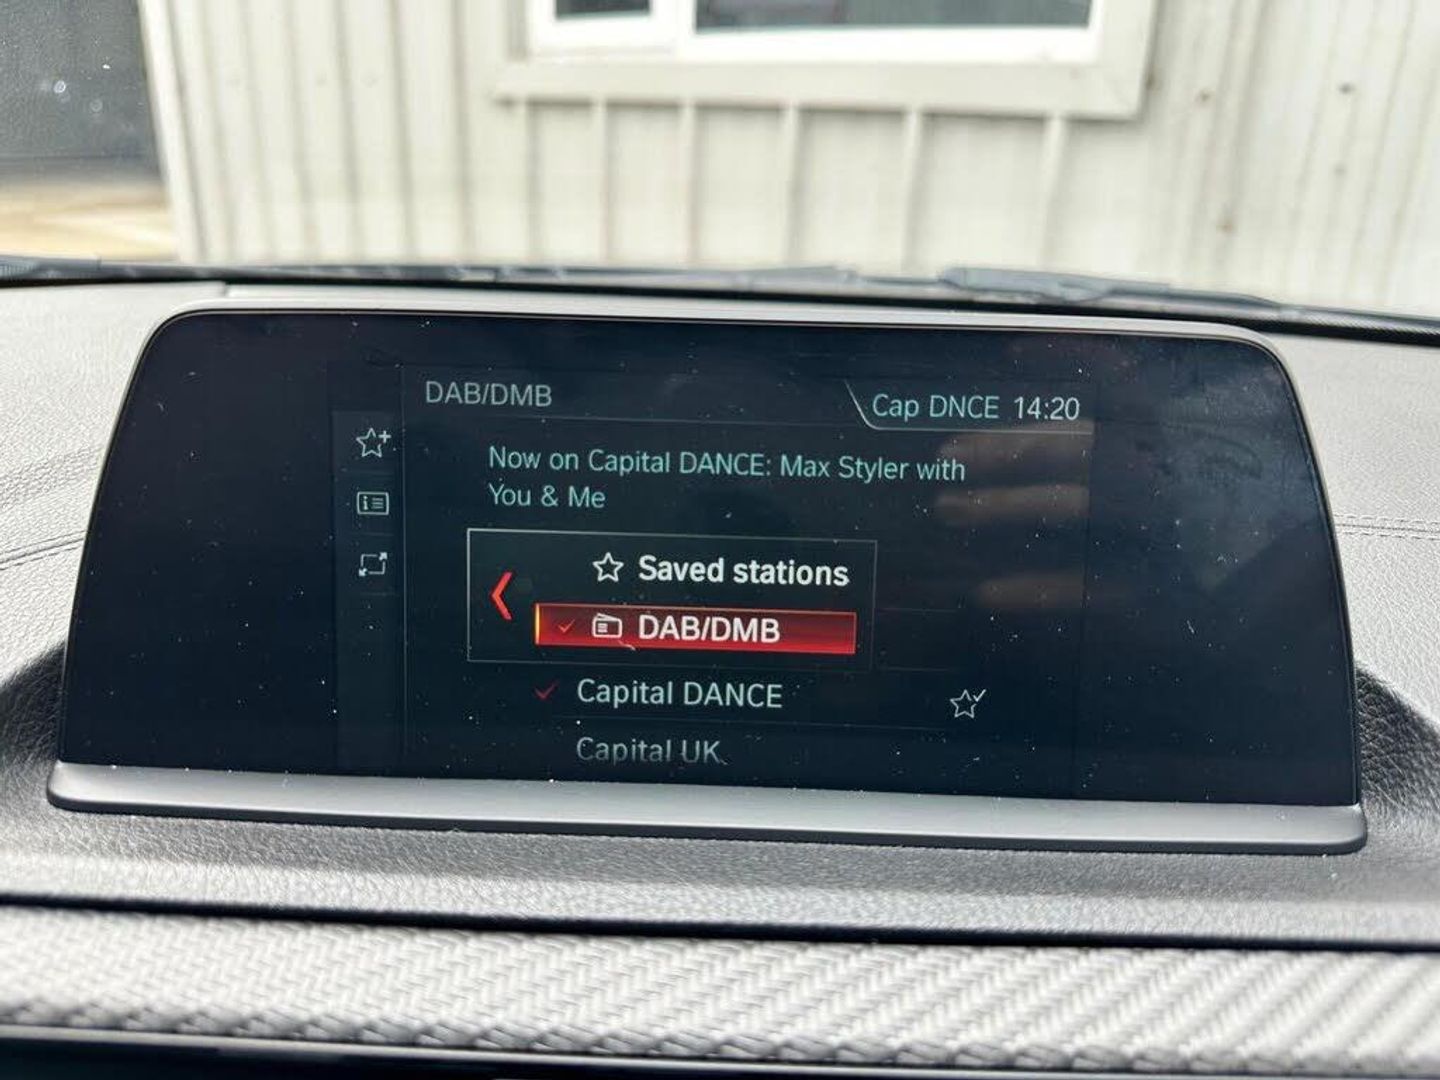 DAB/DMB
Cap DNCE 14:20
Now on Capital DANCE: Max Styler with
You & Me
Saved stations
DAB/DMB
Capital DANCE
Capital UK